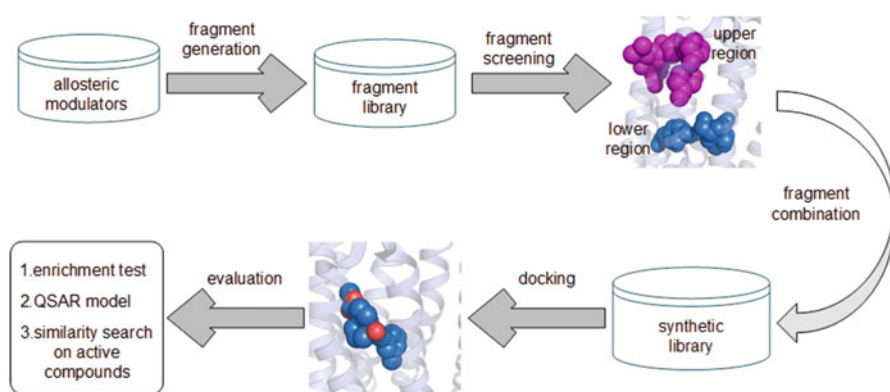 fragment
generation
allosteric
modulators
fragment
library
fragment
screening
upper
region
lower
region
fragment
combination
synthetic
library
docking
evaluation
1.enrichment test
2.QSAR model
3.similarity search
on active
compounds